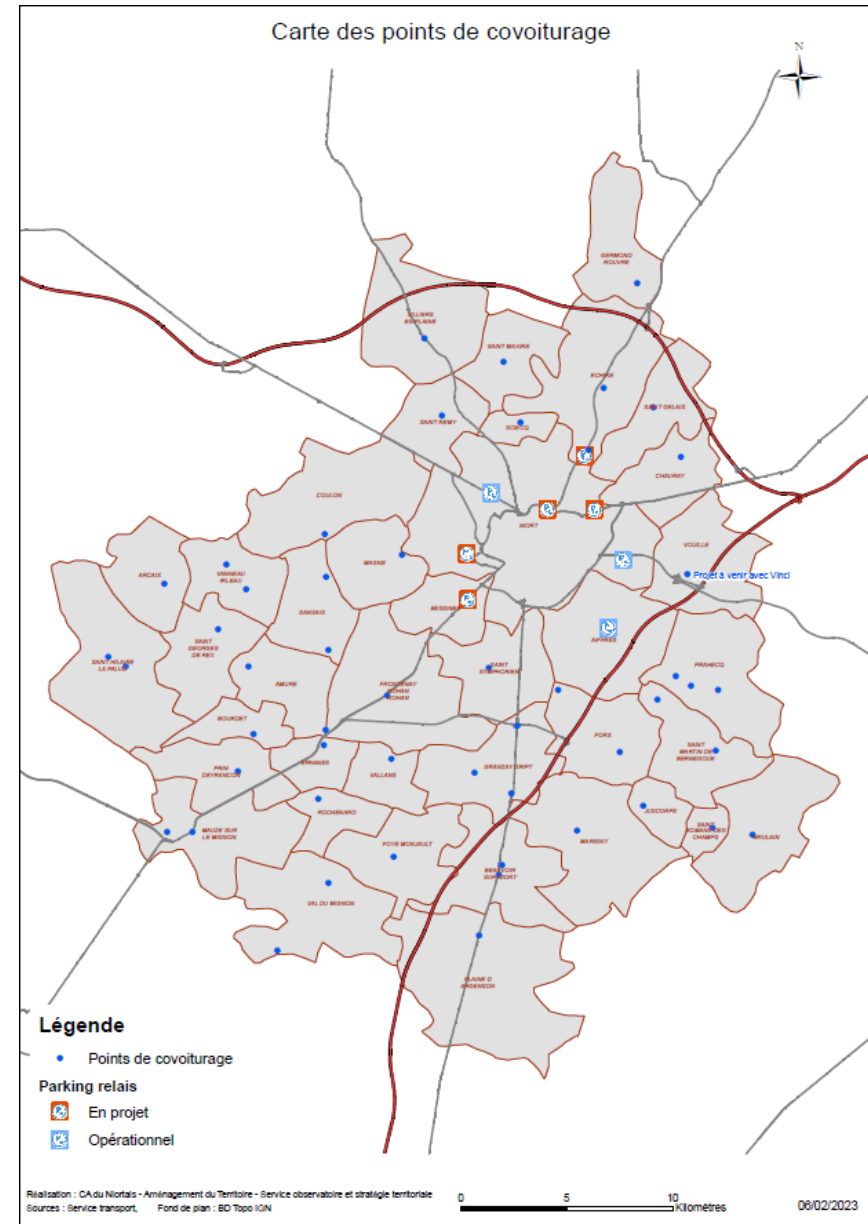 Carte des points de covoiturage
N
GERMOND
ROUVRE
VILLIERS
EN PLAINE
SAINT MAXIRE
ECHIRE
SAINT GELAIS
SAINT REMY
SCIECQ
CHAURAY
COULON
NIORT
VOUILLE
MAGNE
Projet à venir avec Vinci
ARCAIS
VANNEAU
IRLEAU
SANSAIS
BESSINES
AIFFRES
SAINT
GEORGES
DE REX
SAINT HILAIRE
LA PALUD
AMURE
FRONTENAY
ROHAN
ROHAN
SAINT
SYMPHORIEN
PRAHECQ
BOURDET
FORS
SAINT
MARTIN DE
BERNEGOUE
PRIN
DEYRANCON
EPANNES
VALLANS
GRANZAY GRIPT
ROCHENARD
JUSCORPS
SAINT
ROMANS DES
CHAMPS
BRULAIN
MAUZE SUR
LE MIGNON
FOYE MONJAULT
MARIGNY
BEAUVOIR
SUR NIORT
VAL DU MIGNON
PLAINE D
ARGENSON
Légende
Points de covoiturage
Parking relais
En projet
Opérationnel
Réalisation : CA du Niortais - Aménagement du Territoire - Service observatoire et stratégie territoriale
Sources : Service transport, Fond de plan : BD Topo IGN
0 5 10
Kilomètres
06/02/2023